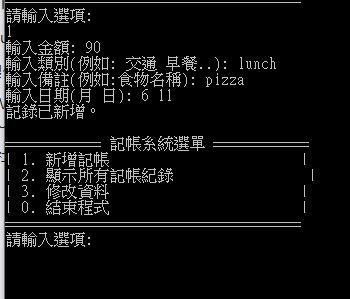 請輸入選項:
1
輸入金額: 90
輸入類別(例如: 交通 早餐..): lunch
輸入備註(例如:食物名稱): pizza
輸入日期(月 日): 6 11
記錄已新增。
============ 記帳系統選單 ============
| 1. 新增記帳 |
| 2. 顯示所有記帳紀錄 |
| 3. 修改資料 |
| 0. 結束程式 |
請輸入選項: